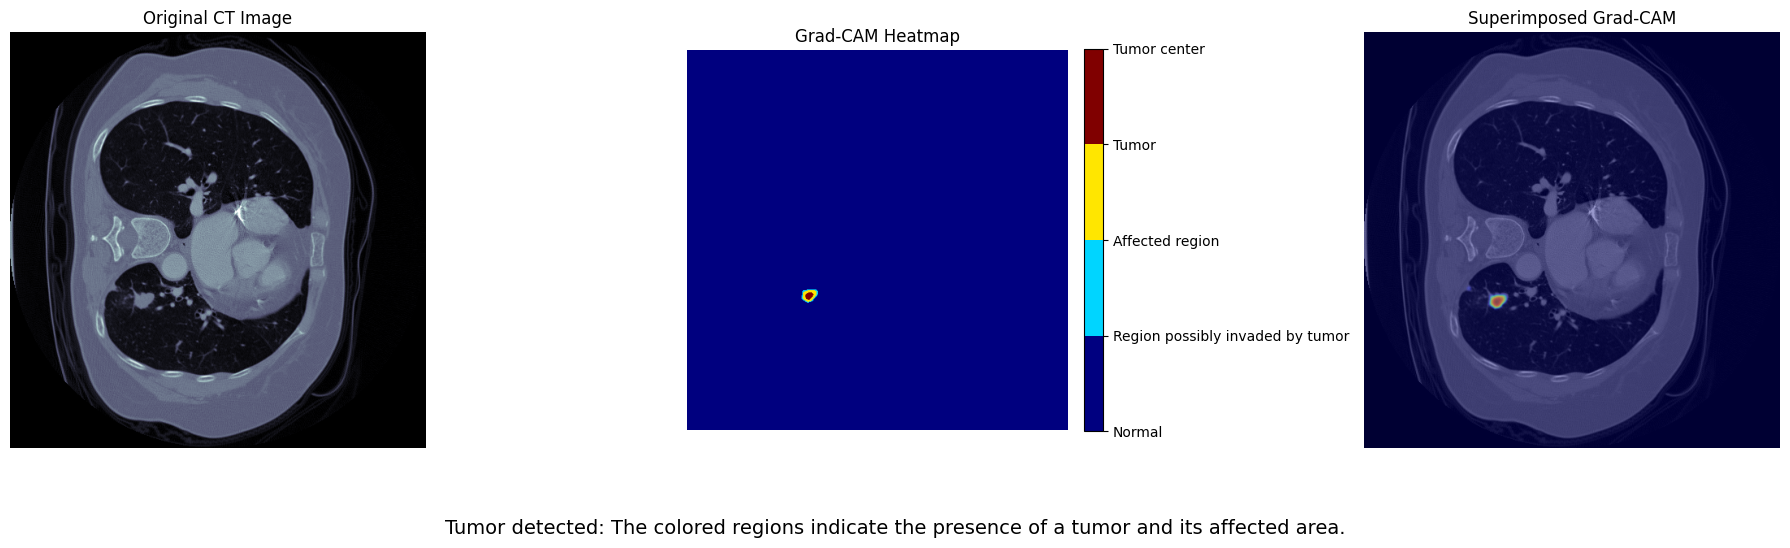 Original CT Image
Grad-CAM Heatmap
Superimposed Grad-CAM
Tumor center
Tumor
Affected region
Region possibly invaded by tumor
Normal
Tumor detected: The colored regions indicate the presence of a tumor and its affected area.